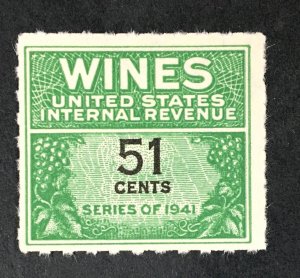 WINES
UNITED STATES
INTERNAL REVENUE
51
CENTS
SERIES OF 1941